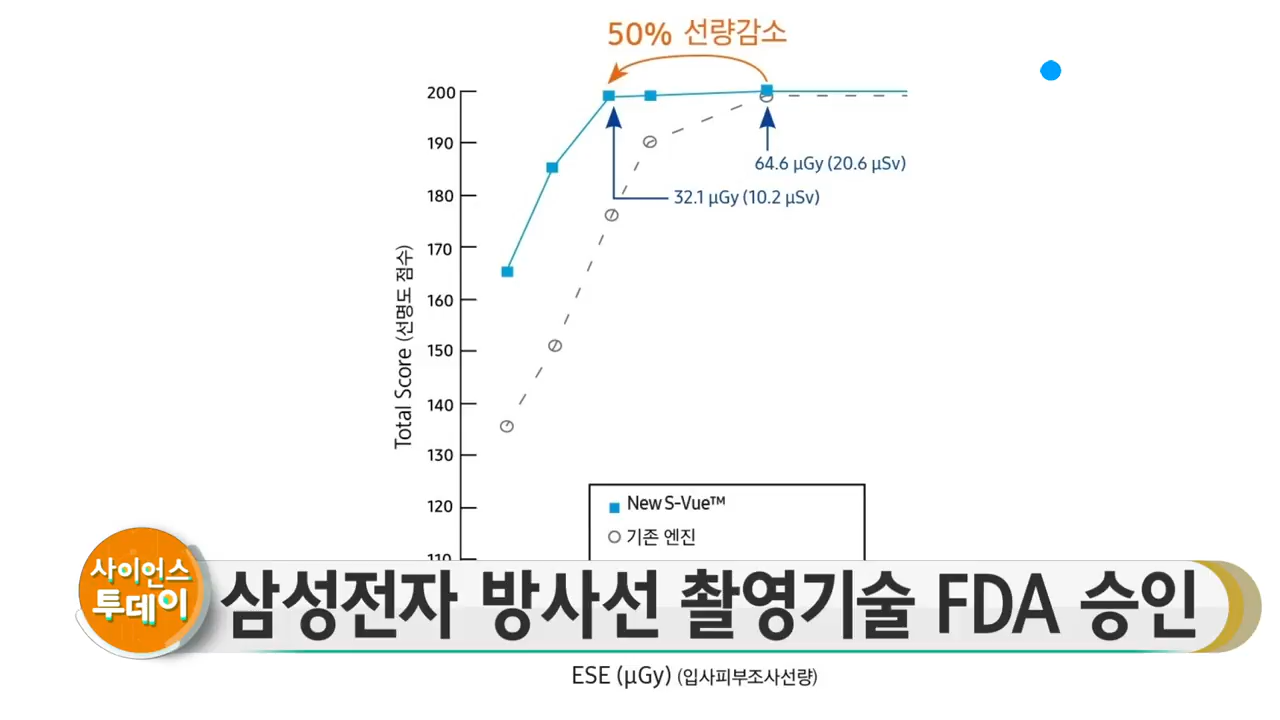 50% 선량감소
200
190
180
170
160
150
140
130
120
110
Total Score (선명도 점수)
64.6 μGy (20.6 μSv)
32.1 μGy (10.2 μSv)
New S-Vue™
기존 엔진
사이언스
투데이
삼성전자 방사선 촬영기술 FDA 승인
ESE (μGy) (입사피부조사선량)